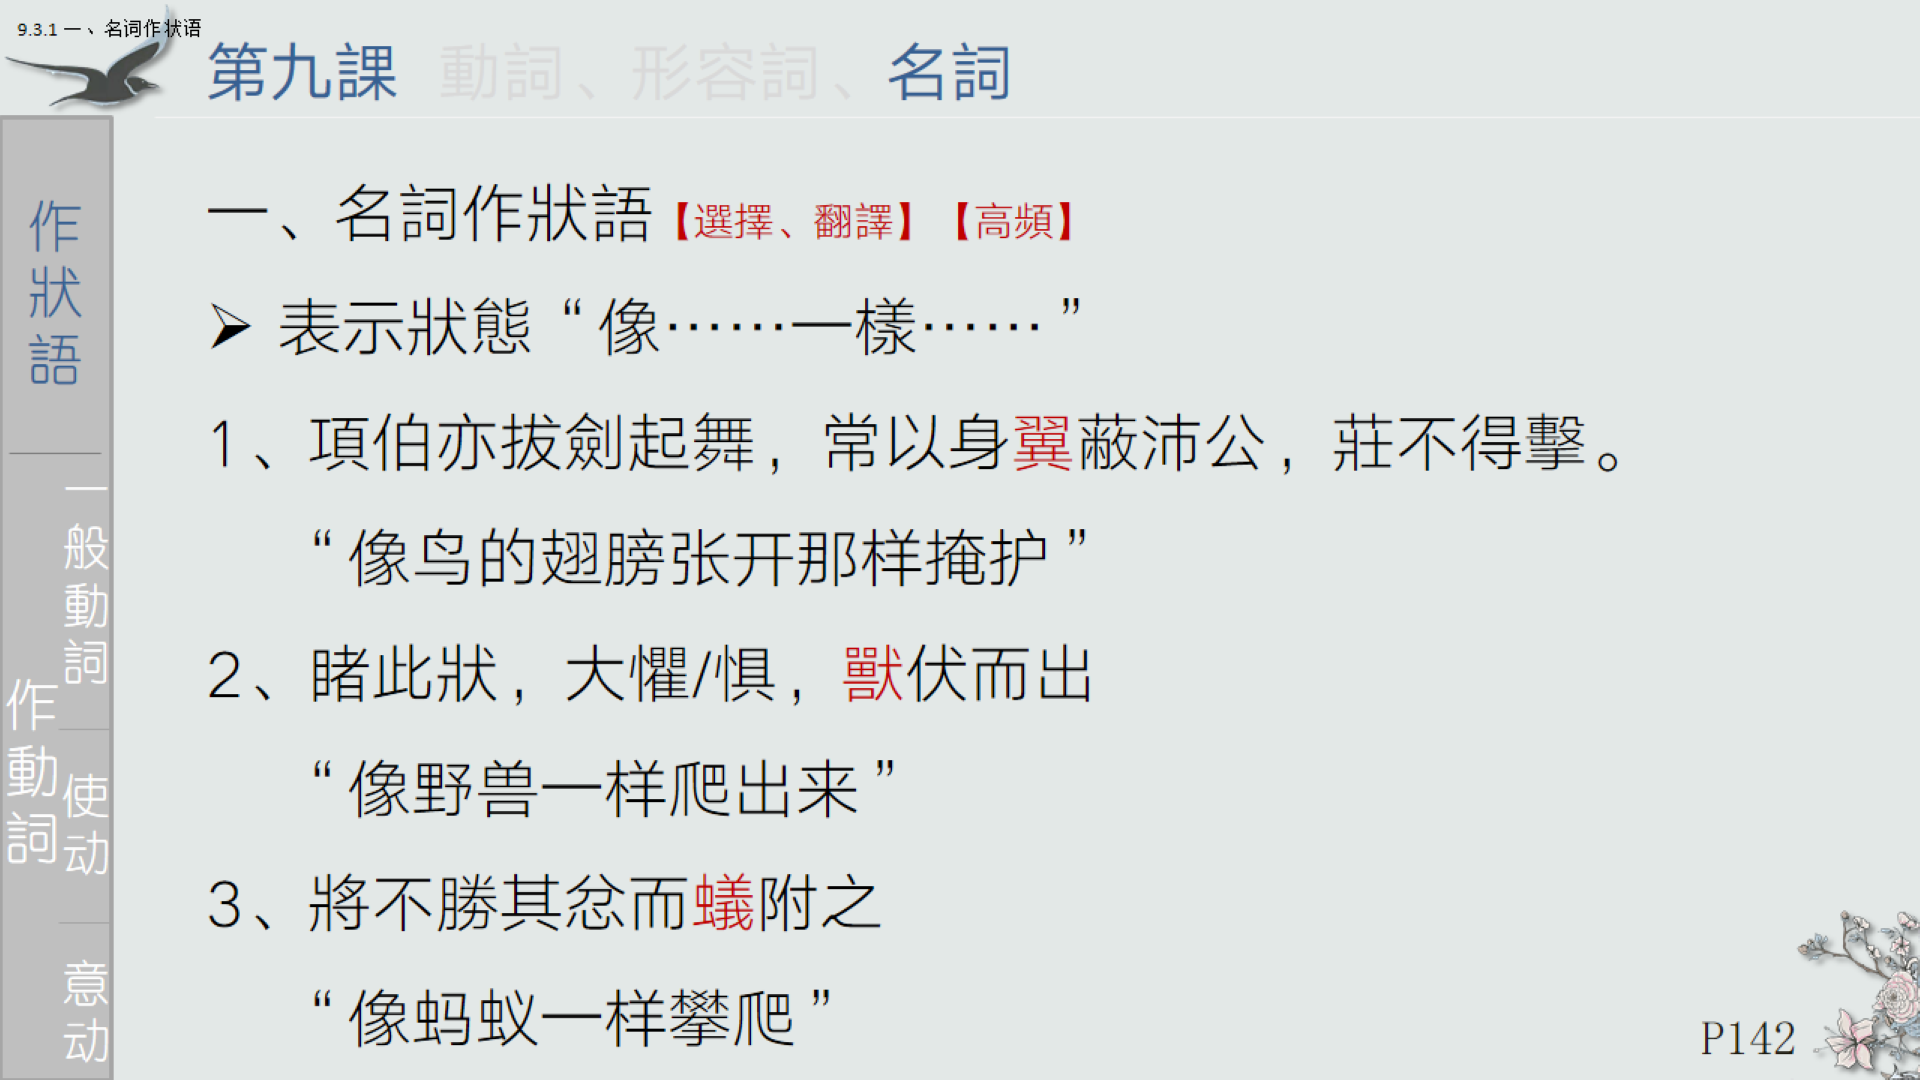 9.3.1 一、名词作状语
第九課 動詞、形容詞、名詞
作狀語
一般動詞
作動詞
使动
意动
一、名詞作狀語【選擇、翻譯】【高頻】
➢ 表示狀態“像……一樣……”
1、項伯亦拔劍起舞，常以身翼蔽沛公，莊不得擊。
“像鸟的翅膀张开那样掩护”
2、睹此狀，大懼/惧，獸伏而出
“像野兽一样爬出来”
3、將不勝其忿而蟻附之
“像蚂蚁一样攀爬”
P142